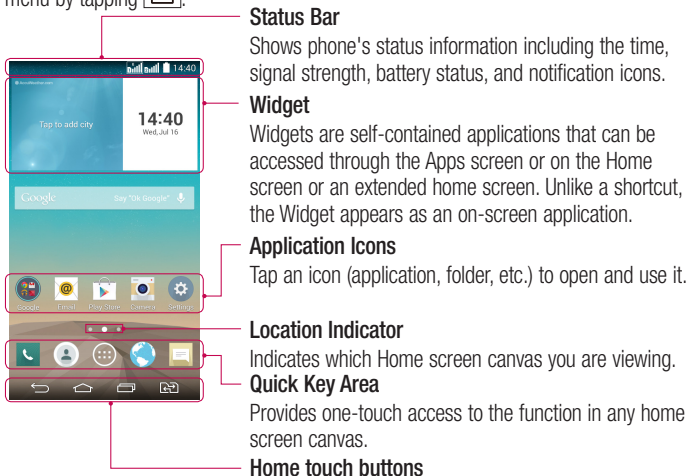 menu by tapping
Status Bar
Shows phone's status information including the time,
signal strength, battery status, and notification icons.
Widget
Widgets are self-contained applications that can be
accessed through the Apps screen or on the Home
screen or an extended home screen. Unlike a shortcut,
the Widget appears as an on-screen application.
Application Icons
Tap an icon (application, folder, etc.) to open and use it.
Location Indicator
Indicates which Home screen canvas you are viewing.
Quick Key Area
Provides one-touch access to the function in any home
screen canvas.
Home touch buttons
14:40
Tap to add city
14:40
Wed, Jul 16
Google
Say "Ok Google"
Google
Email
Play Store
Camera
Settings